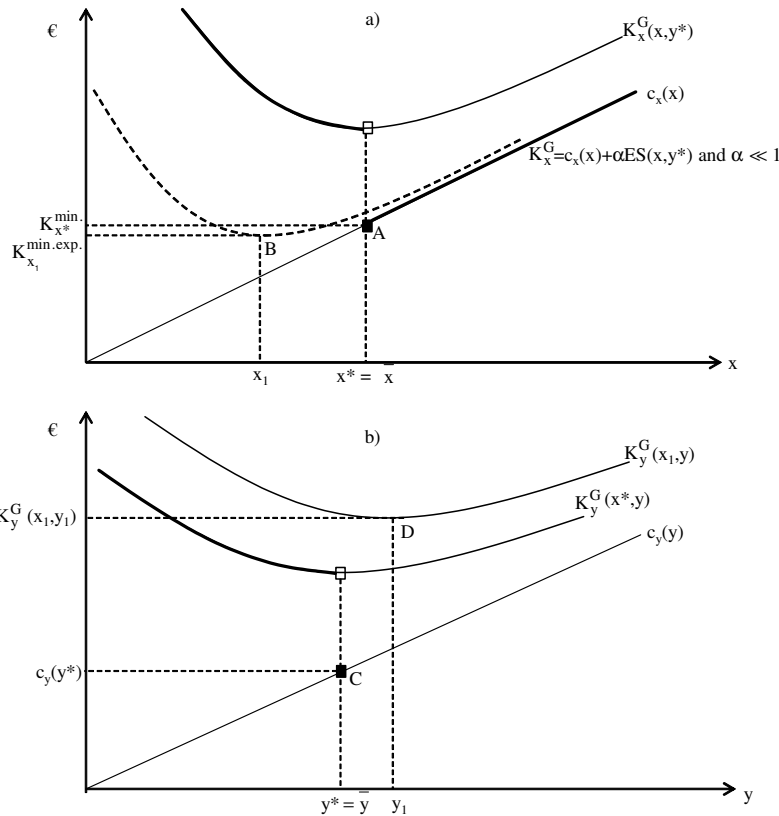 €
a)
K_x^G(x,y*)
c_x(x)
K_x^G=c_x(x)+αES(x,y*) and α ≪ 1
K_{x*}^{min.}
A
K_{x_1}^{min.exp.}
B
x_1
x* = x̄
x
€
b)
K_y^G(x_1,y)
K_y^G(x*,y)
K_y^G(x_1,y_1)
D
c_y(y)
c_y(y*)
C
y* = ȳ
y_1
y